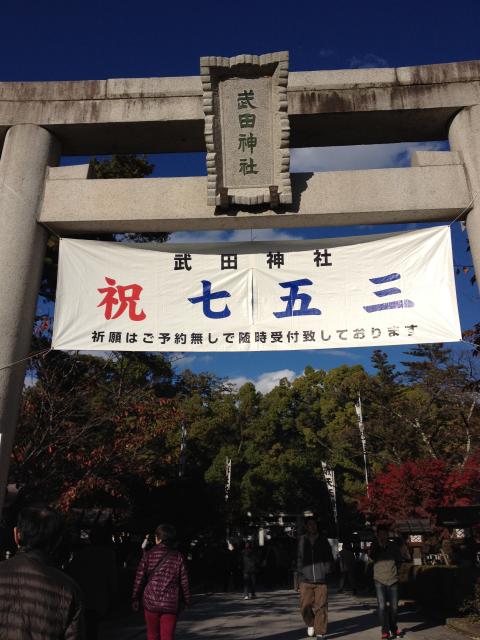 武田神社
武田神社
祝 七五三
祈願はご予約無しで随時受付致しております